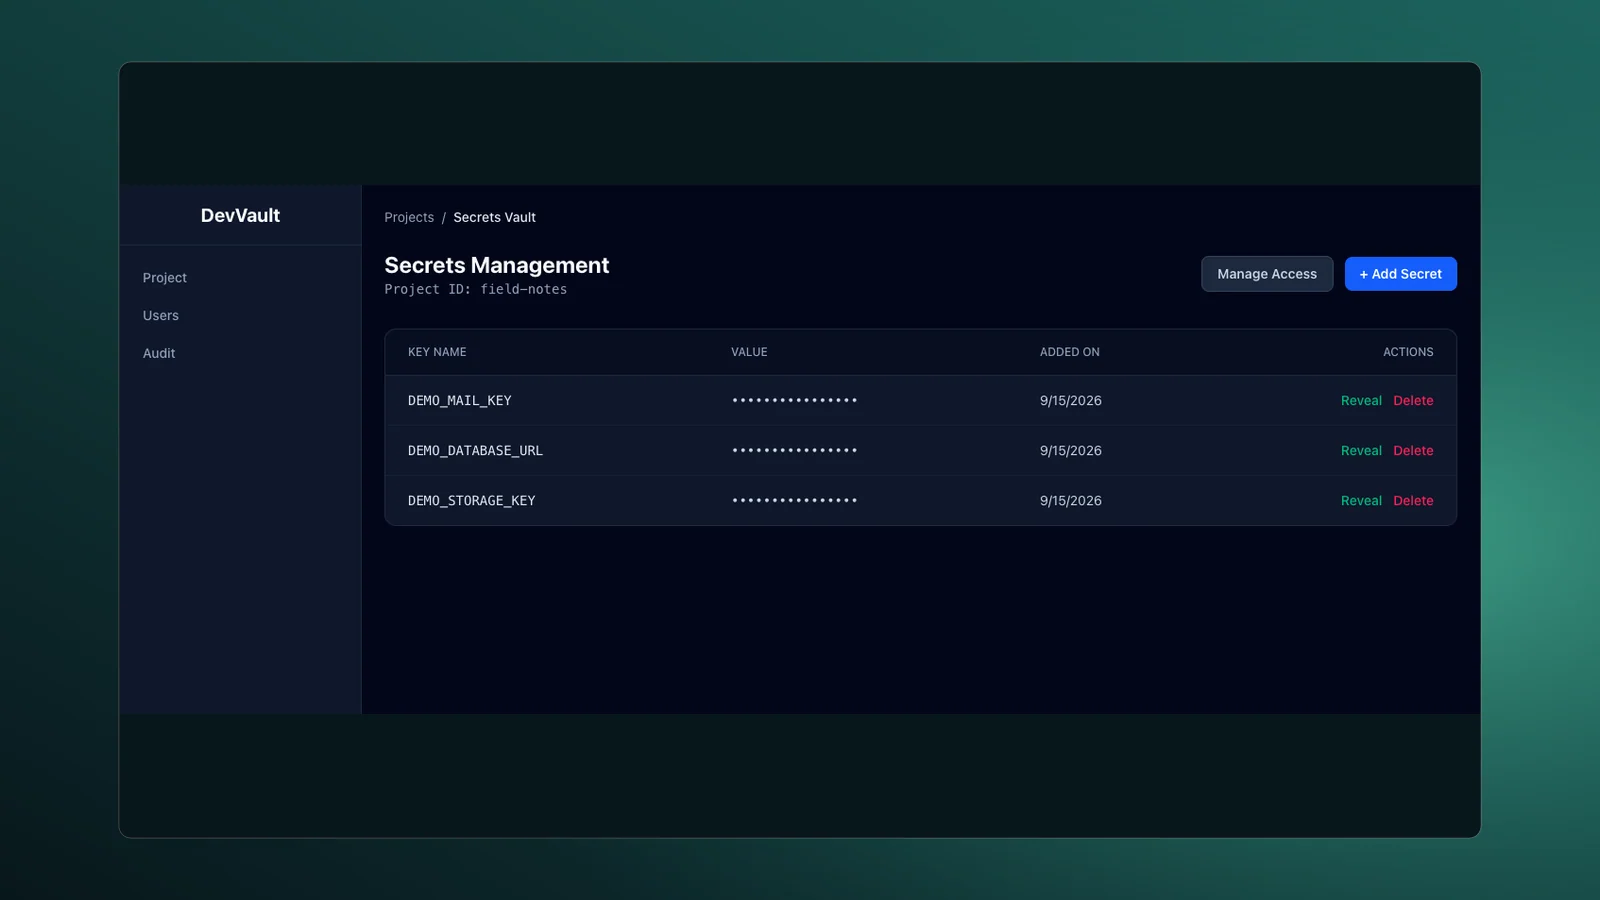 DevVault
Project
Users
Audit
Projects / Secrets Vault
Secrets Management
Project ID: field-notes
Manage Access
+ Add Secret
KEY NAME VALUE ADDED ON ACTIONS
DEMO_MAIL_KEY •••••••••••••••• 9/15/2026 Reveal Delete
DEMO_DATABASE_URL •••••••••••••••• 9/15/2026 Reveal Delete
DEMO_STORAGE_KEY •••••••••••••••• 9/15/2026 Reveal Delete